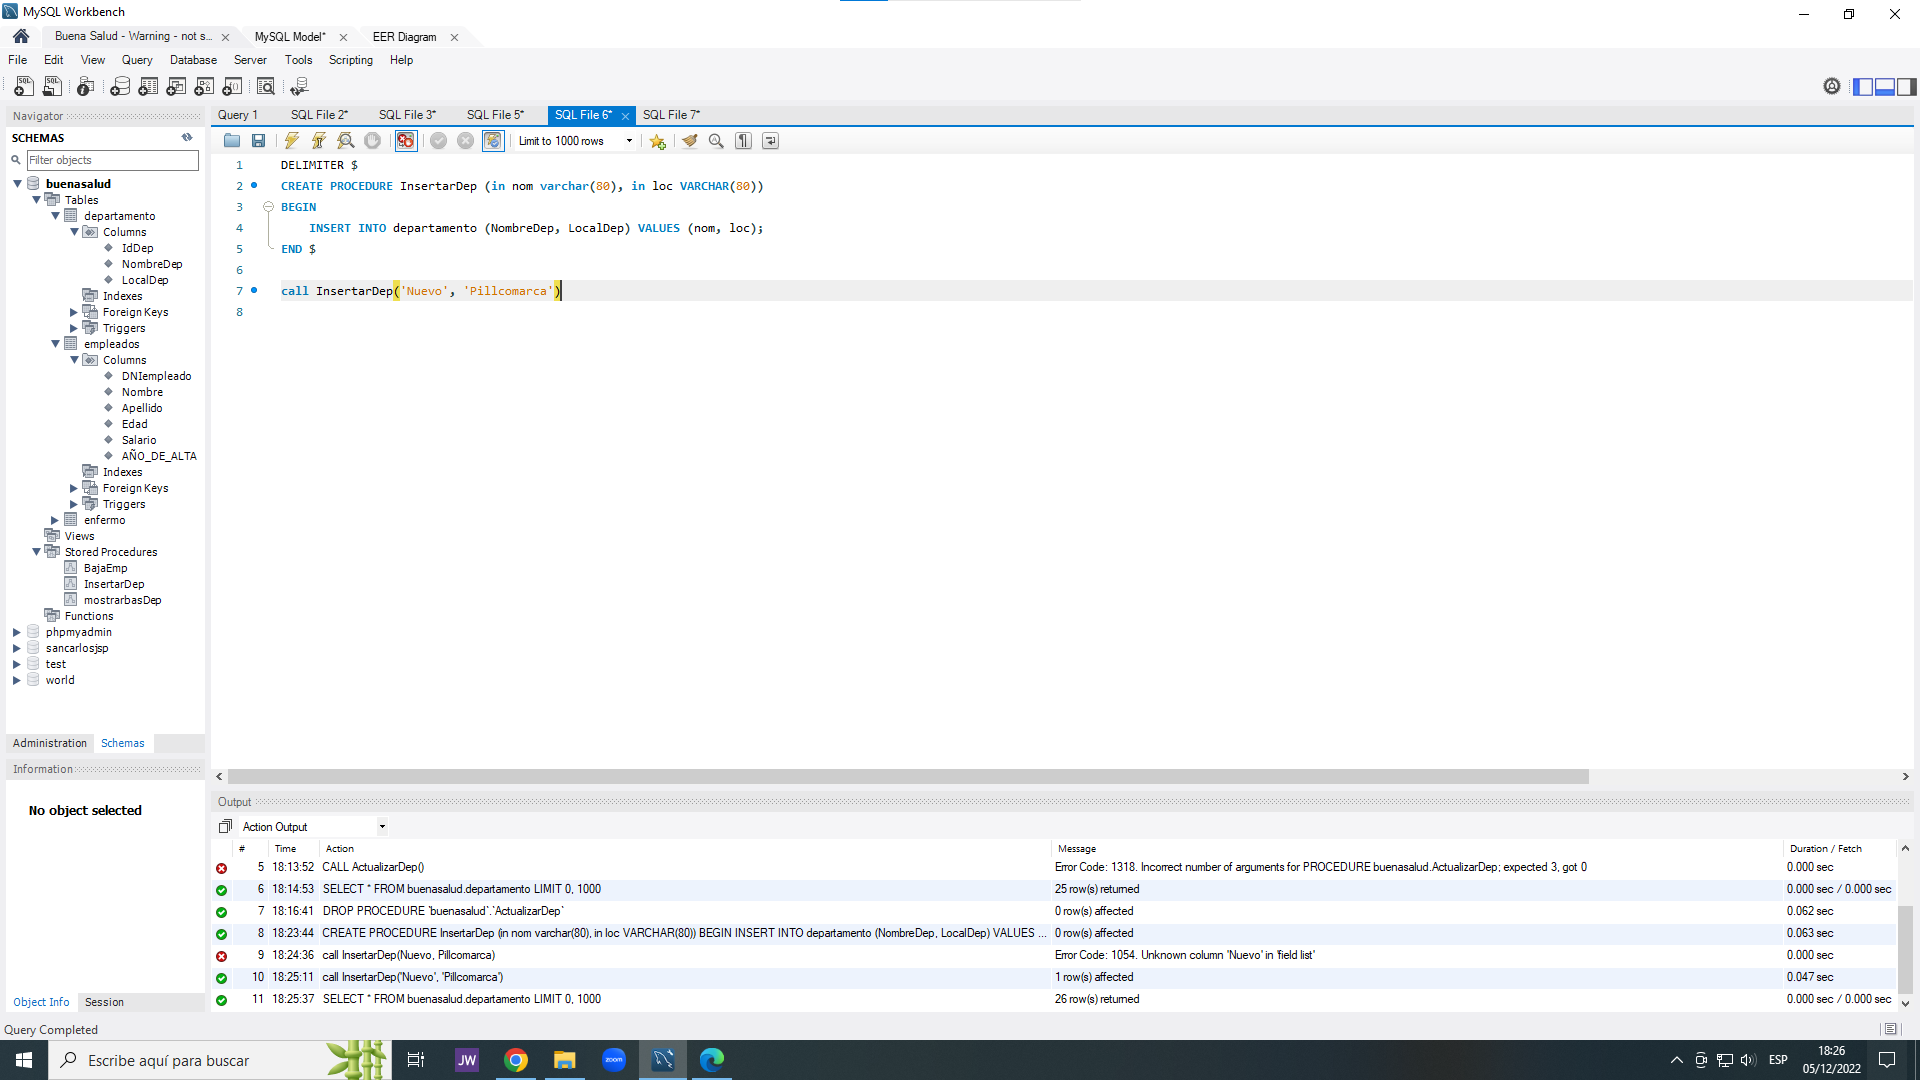 MySQL Workbench
Buena Salud - Warning - not s...
MySQL Model*
EER Diagram
File Edit View Query Database Server Tools Scripting Help
Navigator
Query 1
SQL File 2*
SQL File 3*
SQL File 5*
SQL File 6*
SQL File 7*
SCHEMAS
Filter objects
buenasalud
Tables
departamento
Columns
IdDep
NombreDep
LocalDep
Indexes
Foreign Keys
Triggers
empleados
Columns
DNIempleado
Nombre
Apellido
Edad
Salario
AÑO_DE_ALTA
Indexes
Foreign Keys
Triggers
enfermo
Views
Stored Procedures
BajaEmp
InsertarDep
mostrarbasDep
Functions
phpmyadmin
sancarlosjsp
test
world
Administration Schemas
Information
No object selected
Object Info Session
Limit to 1000 rows
1 DELIMITER $
2 CREATE PROCEDURE InsertarDep (in nom varchar(80), in loc VARCHAR(80))
3 BEGIN
4 INSERT INTO departamento (NombreDep, LocalDep) VALUES (nom, loc);
5 END $
6
7 call InsertarDep('Nuevo', 'Pillcomarca')
8
Output
Action Output
# Time Action Message Duration / Fetch
5 18:13:52 CALL ActualizarDep() Error Code: 1318. Incorrect number of arguments for PROCEDURE buenasalud.ActualizarDep; expected 3, got 0 0.000 sec
6 18:14:53 SELECT * FROM buenasalud.departamento LIMIT 0, 1000 25 row(s) returned 0.000 sec / 0.000 sec
7 18:16:41 DROP PROCEDURE `buenasalud`.`ActualizarDep` 0 row(s) affected 0.062 sec
8 18:23:44 CREATE PROCEDURE InsertarDep (in nom varchar(80), in loc VARCHAR(80)) BEGIN INSERT INTO departamento (NombreDep, LocalDep) VALUES ... 0 row(s) affected 0.063 sec
9 18:24:36 call InsertarDep(Nuevo, Pillcomarca) Error Code: 1054. Unknown column 'Nuevo' in 'field list' 0.000 sec
10 18:25:11 call InsertarDep('Nuevo', 'Pillcomarca') 1 row(s) affected 0.047 sec
11 18:25:37 SELECT * FROM buenasalud.departamento LIMIT 0, 1000 26 row(s) returned 0.000 sec / 0.000 sec
Query Completed
Escribe aquí para buscar
JW
zoom
ESP
18:26
05/12/2022